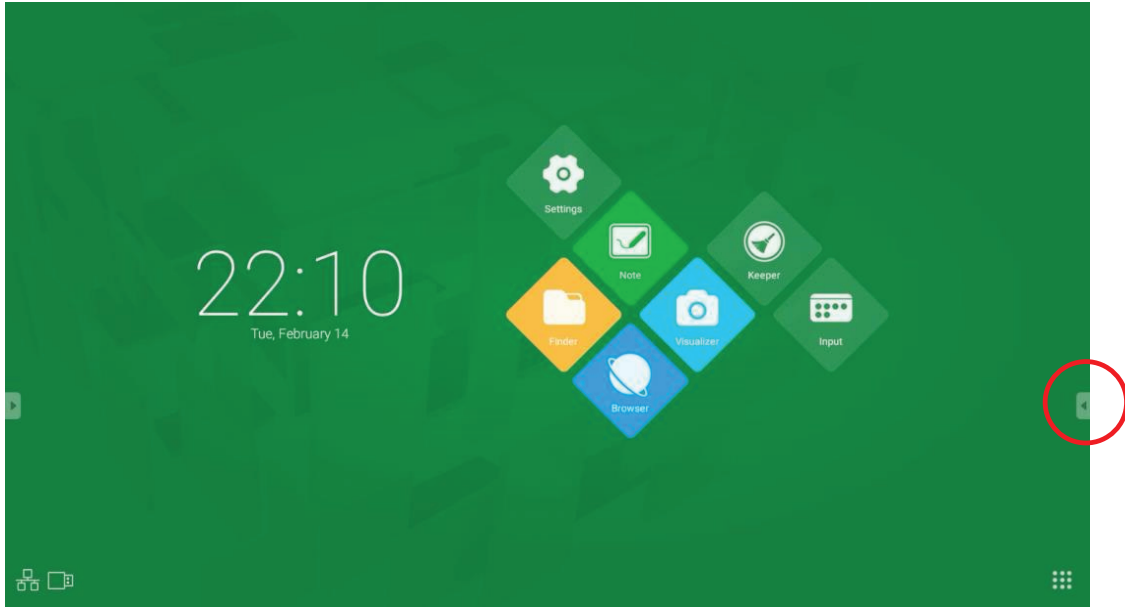 Settings
22:10
Tue, February 14
Note
Keeper
Finder
Visualizer
Input
Browser